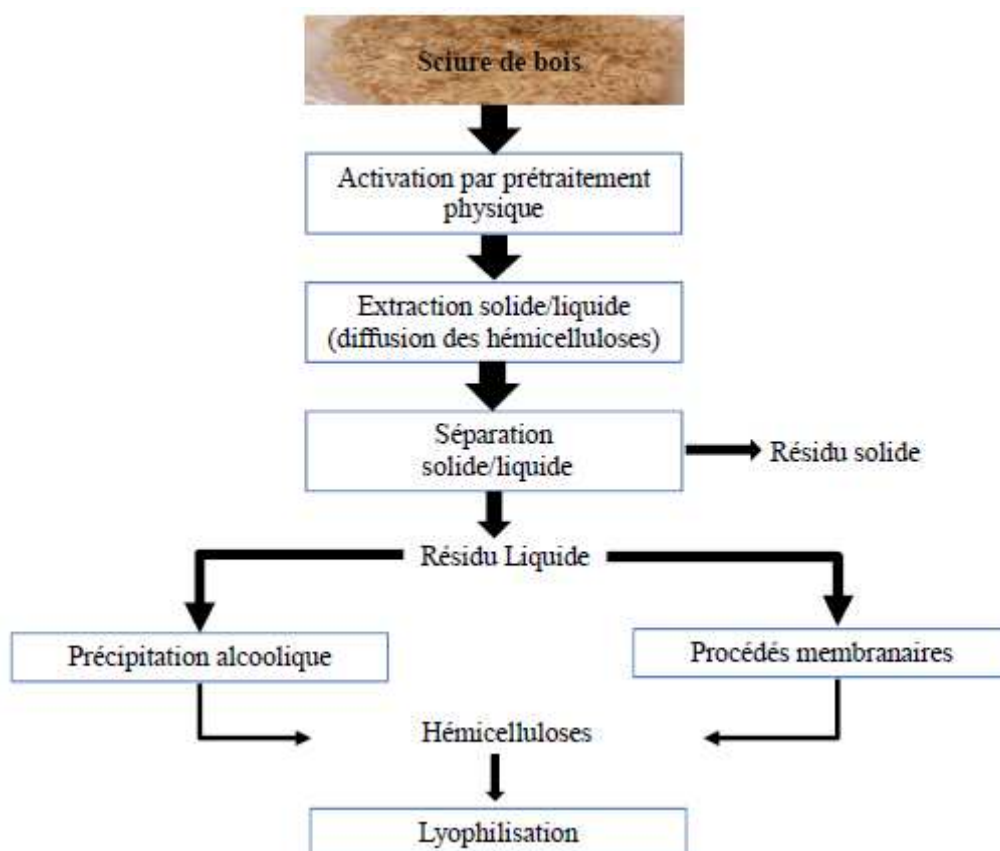 Sciure de bois
Activation par prétraitement
physique
Extraction solide/liquide
(diffusion des hémicelluloses)
Séparation
solide/liquide
Résidu solide
Résidu Liquide
Précipitation alcoolique
Procédés membranaires
Hémicelluloses
Lyophilisation